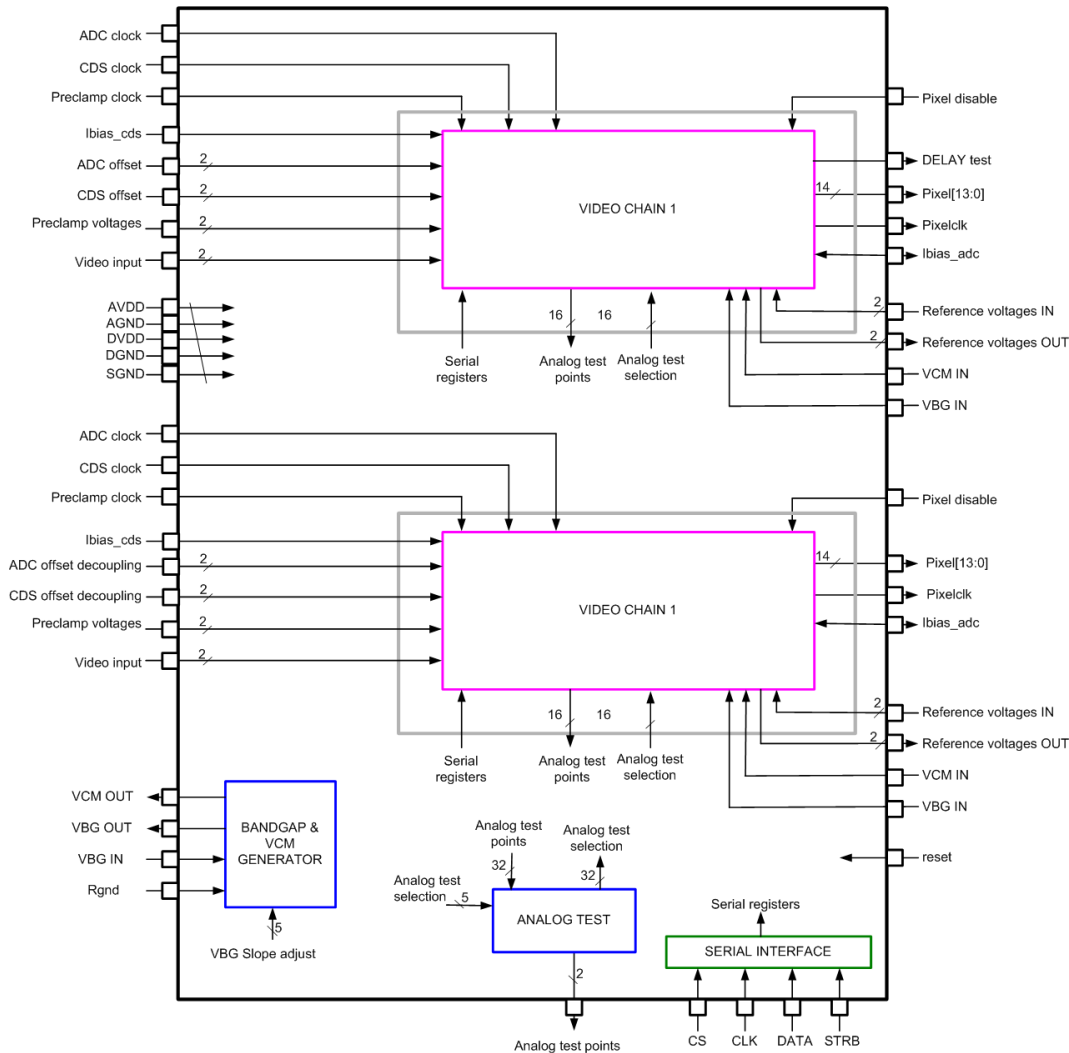 ADC clock
CDS clock
Preclamp clock
Ibias_cds
ADC offset
2
CDS offset
2
Preclamp voltages
2
Video input
2
AVDD
AGND
DVDD
DGND
SGND
VIDEO CHAIN 1
Pixel disable
DELAY test
14
Pixel[13:0]
Pixelclk
Ibias_adc
2
Reference voltages IN
2
Reference voltages OUT
VCM IN
VBG IN
16
16
Serial
registers
Analog test
points
Analog test
selection
ADC clock
CDS clock
Preclamp clock
Ibias_cds
ADC offset decoupling
2
CDS offset decoupling
2
Preclamp voltages
2
Video input
2
VIDEO CHAIN 1
Pixel disable
14
Pixel[13:0]
Pixelclk
Ibias_adc
2
Reference voltages IN
2
Reference voltages OUT
VCM IN
VBG IN
16
16
Serial
registers
Analog test
points
Analog test
selection
VCM OUT
VBG OUT
VBG IN
Rgnd
BANDGAP &
VCM
GENERATOR
5
VBG Slope adjust
Analog test
points
32
Analog test
selection
32
Analog test
selection
5
ANALOG TEST
2
Analog test points
reset
Serial registers
SERIAL INTERFACE
CS
CLK
DATA
STRB